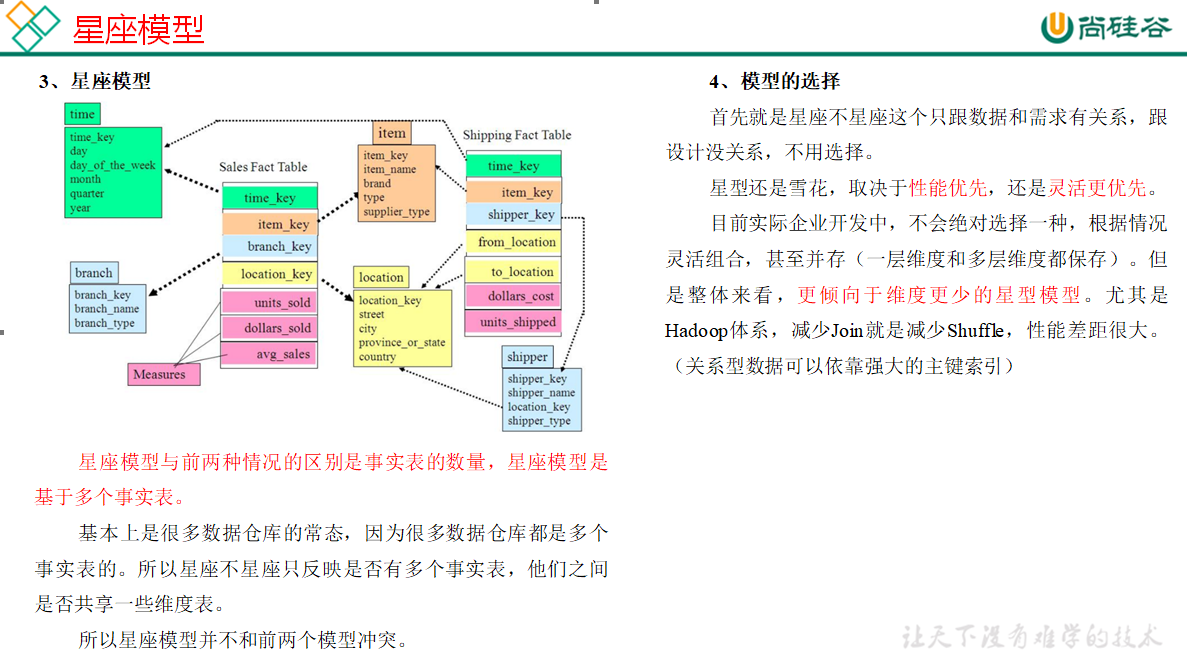 星座模型
尚硅谷
3、星座模型
time
time_key
day
day_of_the_week
month
quarter
year
Sales Fact Table
time_key
item_key
branch_key
location_key
units_sold
dollars_sold
avg_sales
Measures
branch
branch_key
branch_name
branch_type
item
item_key
item_name
brand
type
supplier_type
location
location_key
street
city
province_or_state
country
Shipping Fact Table
time_key
item_key
shipper_key
from_location
to_location
dollars_cost
units_shipped
shipper
shipper_key
shipper_name
location_key
shipper_type
星座模型与前两种情况的区别是事实表的数量，星座模型是
基于多个事实表。
基本上是很多数据仓库的常态，因为很多数据仓库都是多个
事实表的。所以星座不星座只反映是否有多个事实表，他们之间
是否共享一些维度表。
所以星座模型并不和前两个模型冲突。
4、模型的选择
首先就是星座不星座这个只跟数据和需求有关系，跟
设计没关系，不用选择。
星型还是雪花，取决于性能优先，还是灵活更优先。
目前实际企业开发中，不会绝对选择一种，根据情况
灵活组合，甚至并存（一层维度和多层维度都保存）。但
是整体来看，更倾向于维度更少的星型模型。尤其是
Hadoop体系，减少Join就是减少Shuffle，性能差距很大。
（关系型数据可以依靠强大的主键索引）
让天下没有难学的技术